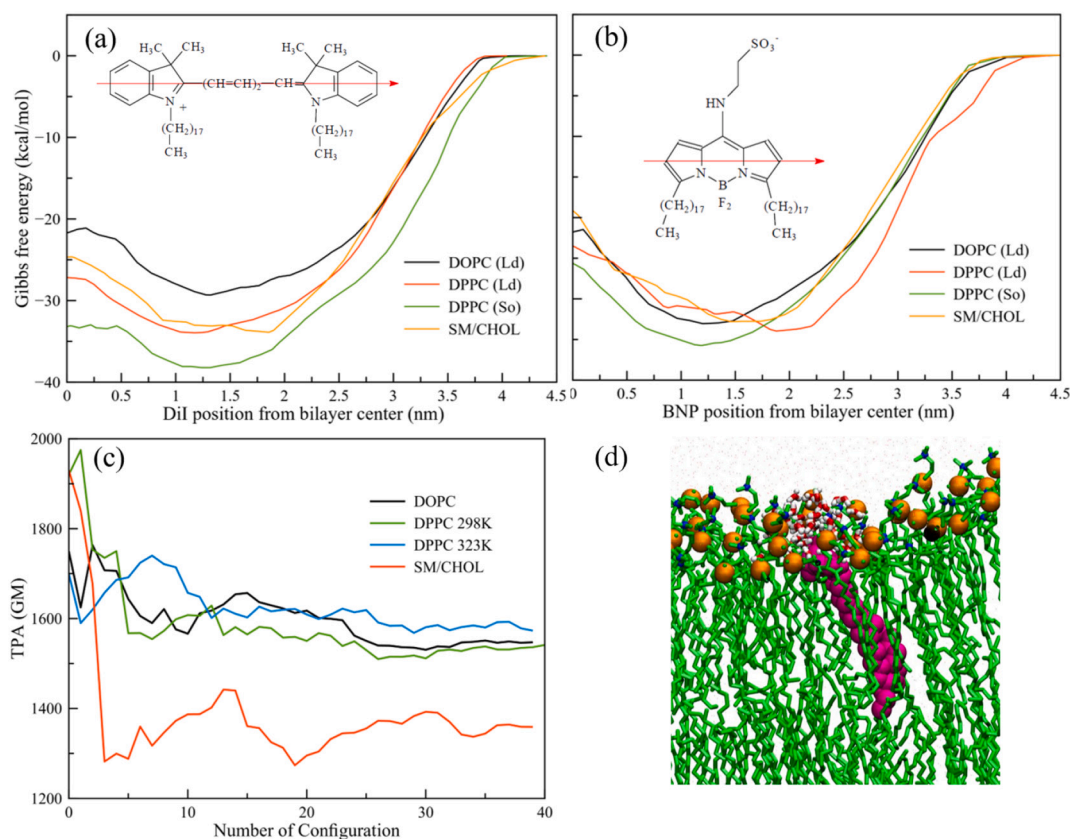 (a)
CH₃ CH₃
CH₃ CH₃
(CH=CH)₂ CH
N
+
N
(CH₂)₁₇
CH₃
(CH₂)₁₇
CH₃
Gibbs free energy (kcal/mol)
0
−10
−20
−30
−40
DOPC (Ld)
DPPC (Ld)
DPPC (So)
SM/CHOL
0 0.5 1 1.5 2 2.5 3 3.5 4 4.5
DiI position from bilayer center (nm)
(b)
SO₃⁻
HN
N N
B
F₂
(CH₂)₁₇
CH₃
(CH₂)₁₇
CH₃
DOPC (Ld)
DPPC (Ld)
DPPC (So)
SM/CHOL
0 0.5 1 1.5 2 2.5 3 3.5 4 4.5
BNP position from bilayer center (nm)
(c)
TPA (GM)
2000
1800
1600
1400
1200
DOPC
DPPC 298K
DPPC 323K
SM/CHOL
0 10 20 30 40
Number of Configuration
(d)